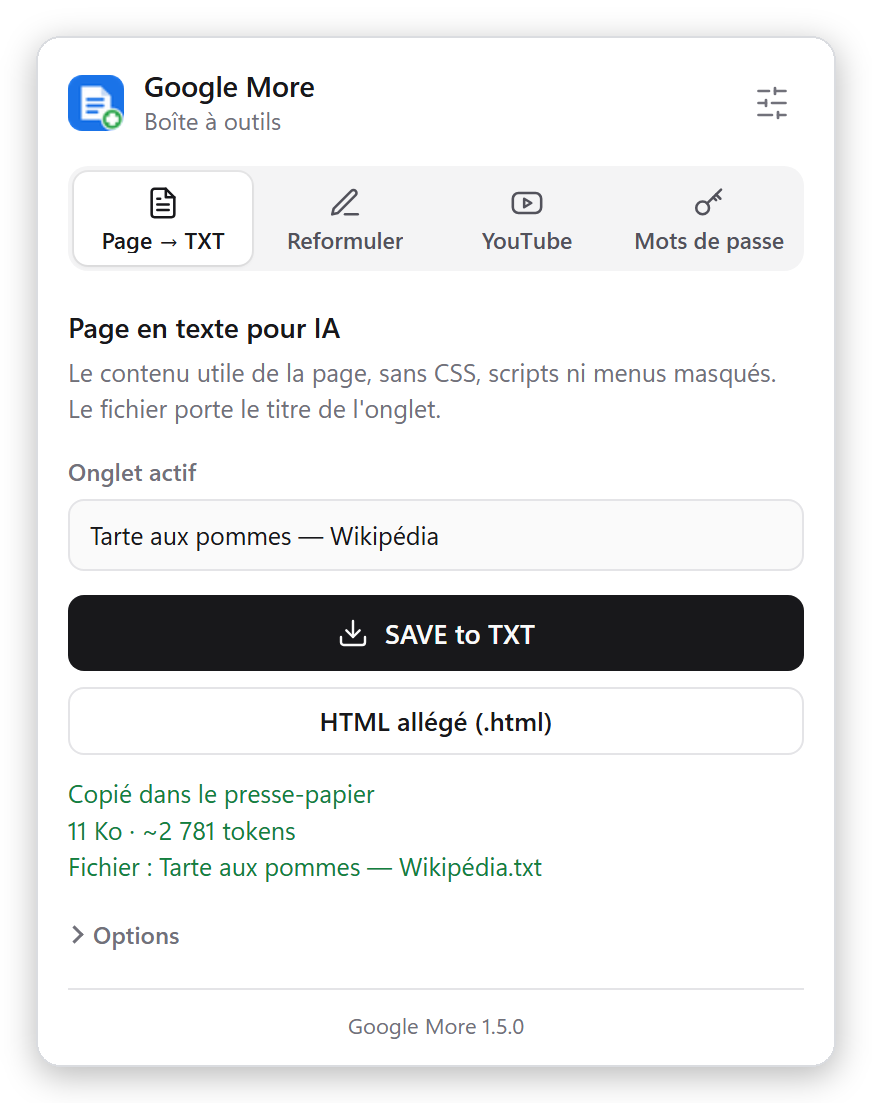 Google More
Boîte à outils
Page → TXT
Reformuler
YouTube
Mots de passe
Page en texte pour IA
Le contenu utile de la page, sans CSS, scripts ni menus masqués.
Le fichier porte le titre de l'onglet.
Onglet actif
Tarte aux pommes — Wikipédia
SAVE to TXT
HTML allégé (.html)
Copié dans le presse-papier
11 Ko · ~2 781 tokens
Fichier : Tarte aux pommes — Wikipédia.txt
Options
Google More 1.5.0